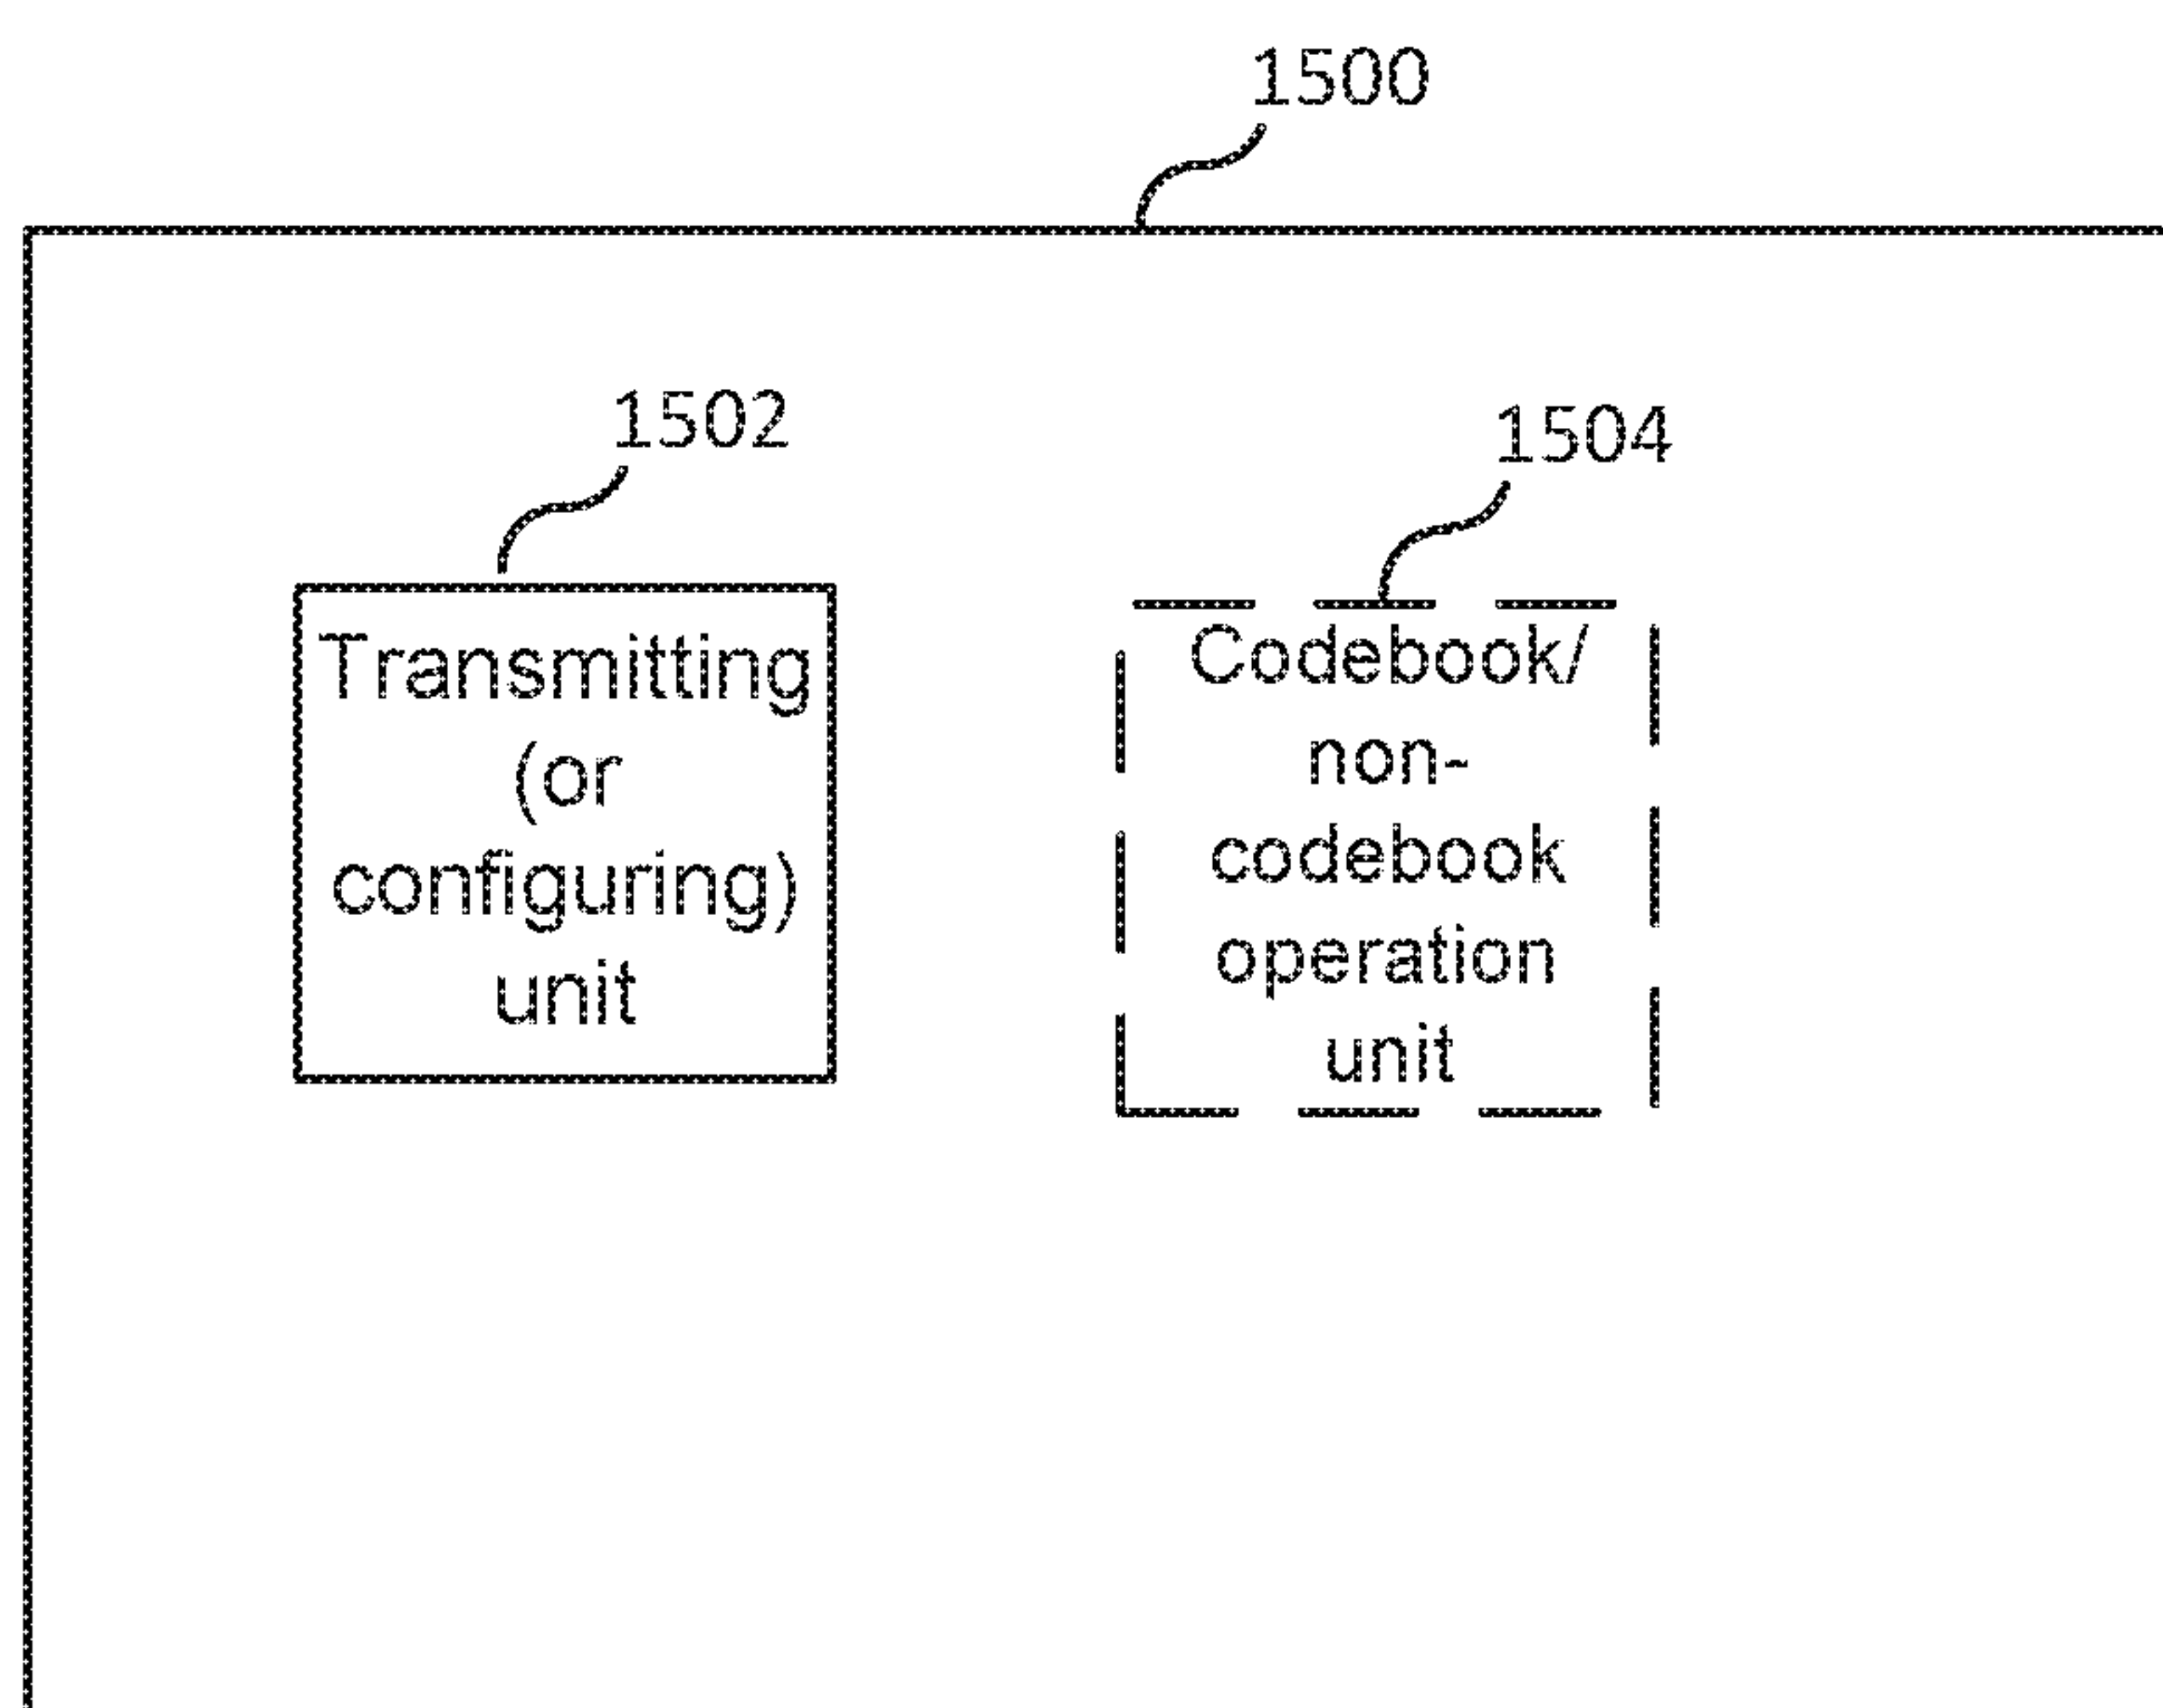 1500
1502
Transmitting
(or
configuring)
unit
1504
Codebook/
non-
codebook
operation
unit